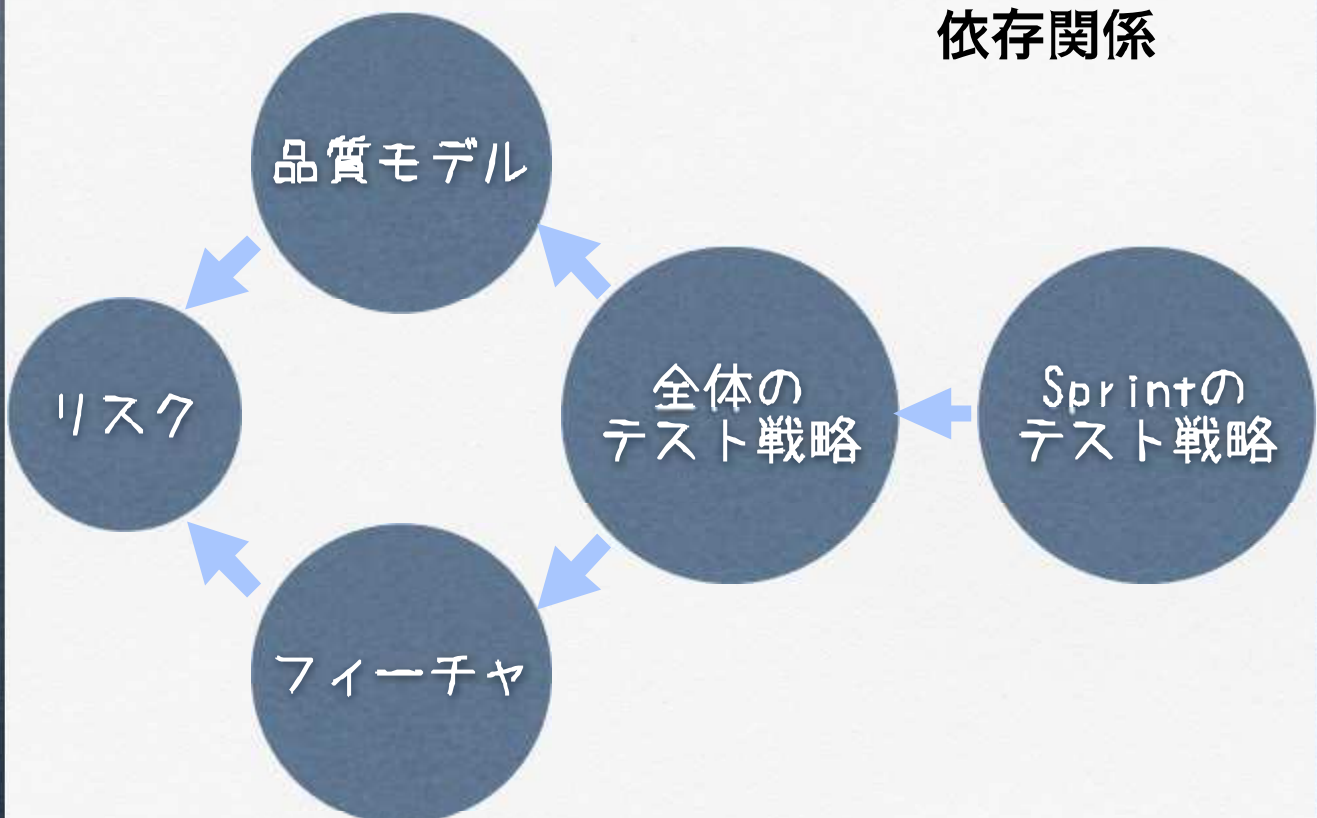 依存関係
品質モデル
リスク
全体の
テスト戦略
Sprintの
テスト戦略
フィーチャ